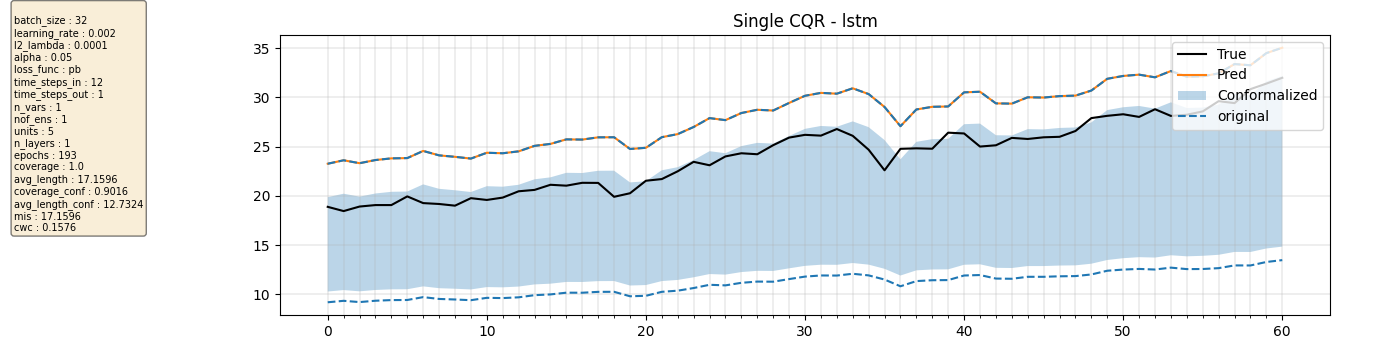 batch_size : 32
learning_rate : 0.002
l2_lambda : 0.0001
alpha : 0.05
loss_func : pb
time_steps_in : 12
time_steps_out : 1
n_vars : 1
nof_ens : 1
units : 5
n_layers : 1
epochs : 193
coverage : 1.0
avg_length : 17.1596
coverage_conf : 0.9016
avg_length_conf : 12.7324
mis : 17.1596
cwc : 0.1576
Single CQR - lstm
35
30
25
20
15
10
True
Pred
Conformalized
original
0 10 20 30 40 50 60